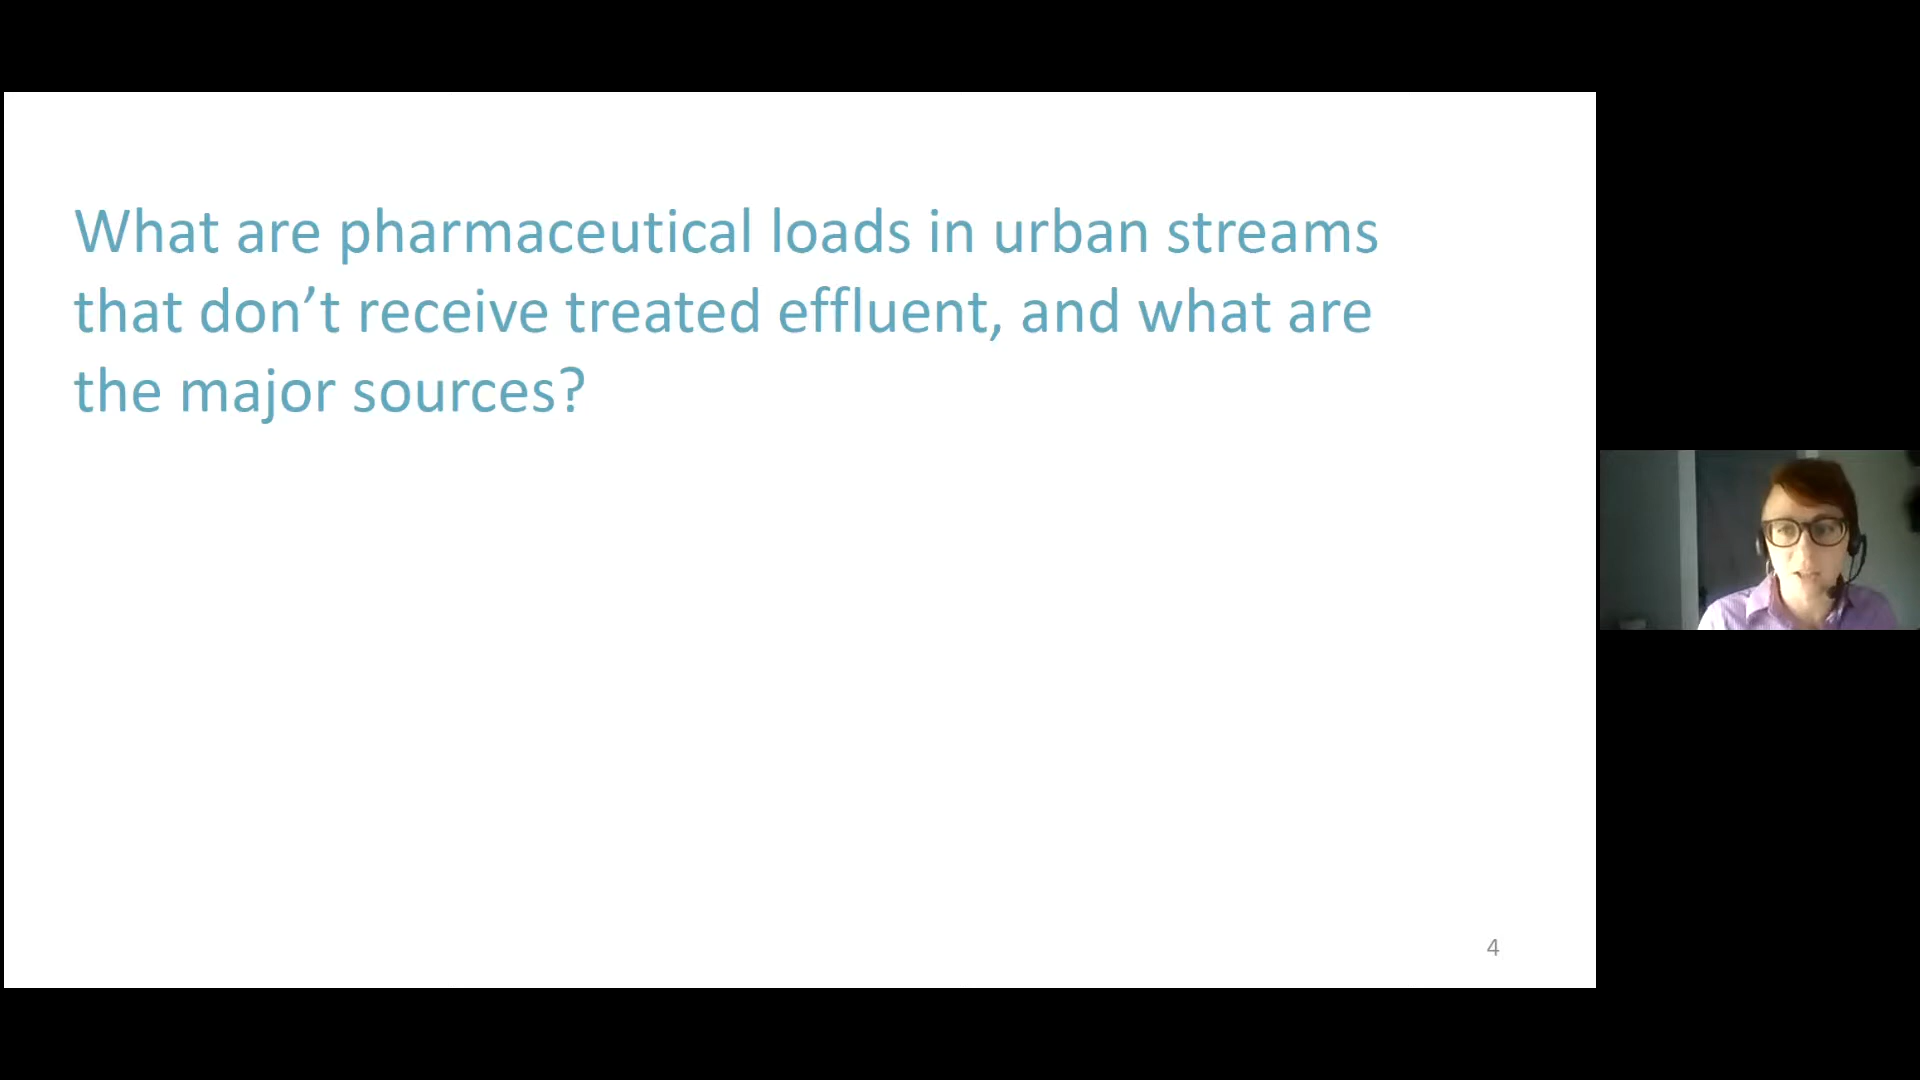 What are pharmaceutical loads in urban streams
that don’t receive treated effluent, and what are
the major sources?
4